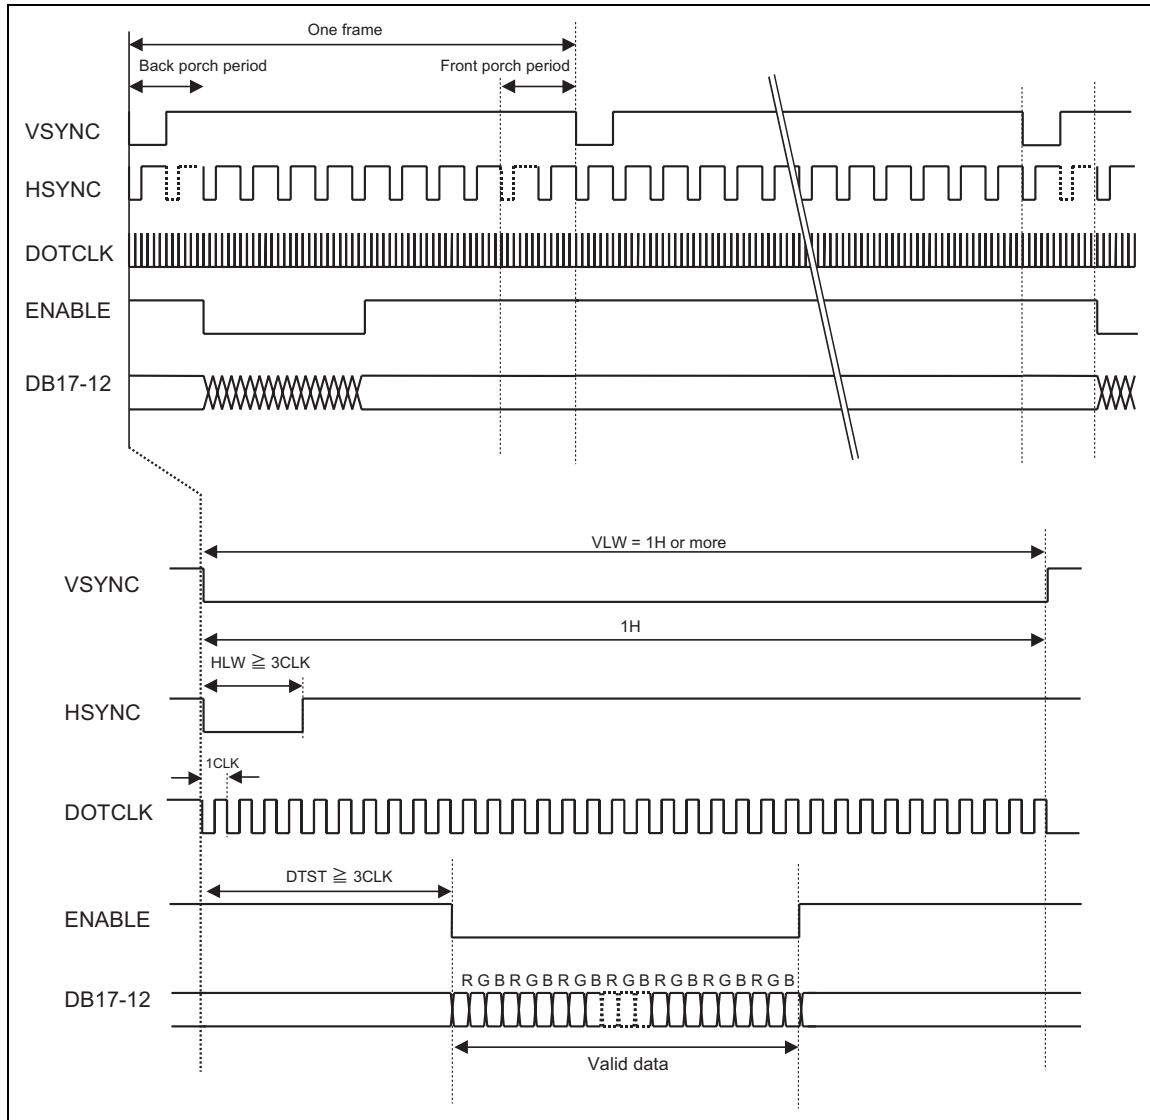 One frame
Back porch period
Front porch period
VSYNC
HSYNC
DOTCLK
ENABLE
DB17-12
VLW = 1H or more
VSYNC
1H
HLW ≧ 3CLK
HSYNC
1CLK
DOTCLK
DTST ≧ 3CLK
ENABLE
R G B R G B R G B R G B R G B R G B R G B
DB17-12
Valid data